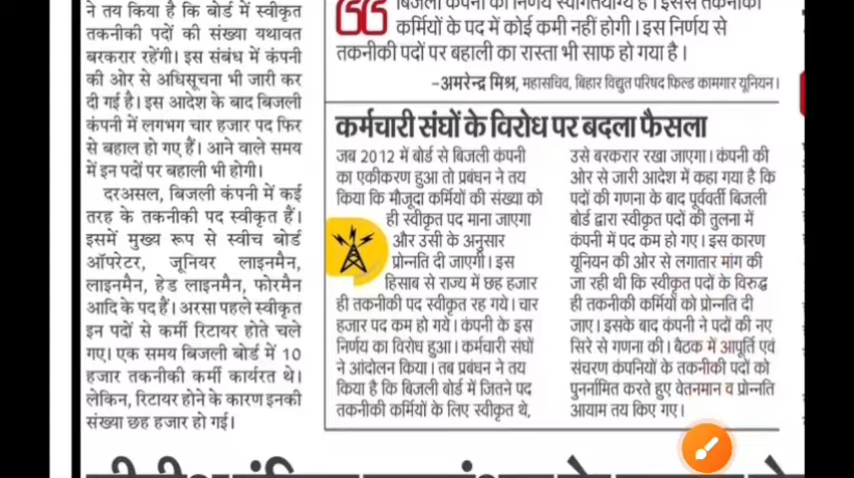 ने तय किया है कि बोर्ड में स्वीकृत
तकनीकी पदों की संख्या यथावत
बरकरार रहेंगी। इस संबंध में कंपनी
की ओर से अधिसूचना भी जारी कर
दी गई है। इस आदेश के बाद बिजली
कंपनी में लगभग चार हजार पद फिर
से बहाल हो गए हैं। आने वाले समय
में इन पदों पर बहाली भी होगी।
दरअसल, बिजली कंपनी में कई
तरह के तकनीकी पद स्वीकृत हैं।
इसमें मुख्य रूप से स्वीच बोर्ड
ऑपरेटर, जूनियर लाइनमैन,
लाइनमैन, हेड लाइनमैन, फोरमैन
आदि के पद हैं। अरसा पहले स्वीकृत
इन पदों से कर्मी रिटायर होते चले
गए। एक समय बिजली बोर्ड में 10
हजार तकनीकी कर्मी कार्यरत थे।
लेकिन, रिटायर होने के कारण इनकी
संख्या छह हजार हो गई।
बिजली कंपनी का निर्णय स्वागतयोग्य है। इससे तकनीकी
कर्मियों के पद में कोई कमी नहीं होगी। इस निर्णय से
तकनीकी पदों पर बहाली का रास्ता भी साफ हो गया है।
-अमरेन्द्र मिश्र, महासचिव, बिहार विद्युत परिषद फिल्ड कामगार यूनियन।
कर्मचारी संघों के विरोध पर बदला फैसला
जब 2012 में बोर्ड से बिजली कंपनी
का एकीकरण हुआ तो प्रबंधन ने तय
किया कि मौजूदा कर्मियों की संख्या को
ही स्वीकृत पद माना जाएगा
और उसी के अनुसार
प्रोन्नति दी जाएगी। इस
हिसाब से राज्य में छह हजार
ही तकनीकी पद स्वीकृत रह गये। चार
हजार पद कम हो गये। कंपनी के इस
निर्णय का विरोध हुआ। कर्मचारी संघों
ने आंदोलन किया। तब प्रबंधन ने तय
किया है कि बिजली बोर्ड में जितने पद
तकनीकी कर्मियों के लिए स्वीकृत थे,
उसे बरकरार रखा जाएगा। कंपनी की
ओर से जारी आदेश में कहा गया है कि
पदों की गणना के बाद पूर्ववर्ती बिजली
बोर्ड द्वारा स्वीकृत पदों की तुलना में
कंपनी में पद कम हो गए। इस कारण
यूनियन की ओर से लगातार मांग की
जा रही थी कि स्वीकृत पदों के विरुद्ध
ही तकनीकी कर्मियों को प्रोन्नति दी
जाए। इसके बाद कंपनी ने पदों की नए
सिरे से गणना की। बैठक में आपूर्ति एवं
संचरण कंपनियों के तकनीकी पदों को
पुनर्नामित करते हुए वेतनमान व प्रोन्नति
आयाम तय किए गए।